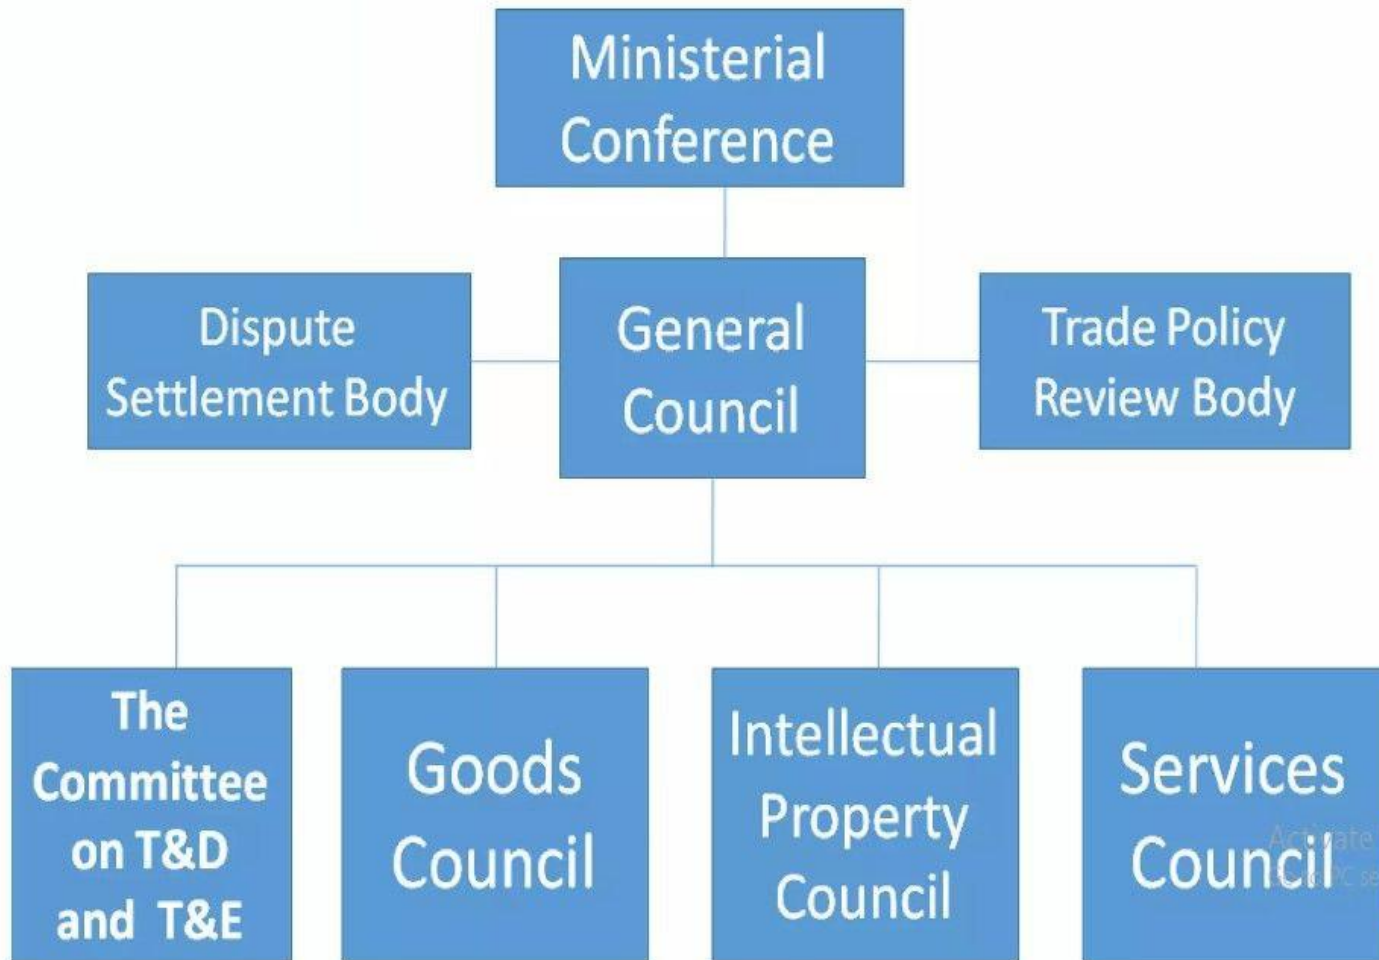 Ministerial
Conference
Dispute
Settlement Body
General
Council
Trade Policy
Review Body
The
Committee
on T&D
and T&E
Goods
Council
Intellectual
Property
Council
Services
Council
Activate